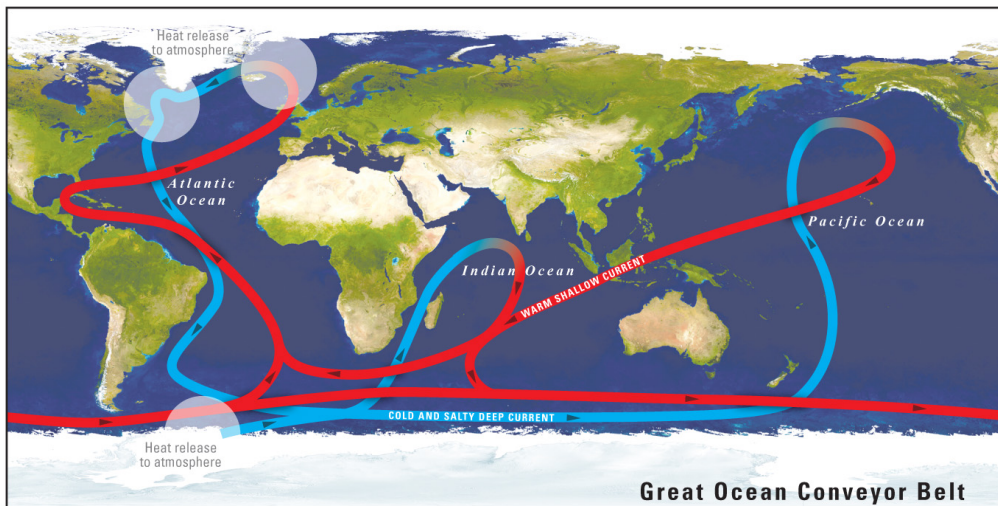 Heat release
to atmosphere
Atlantic
Ocean
Pacific Ocean
Indian Ocean
WARM SHALLOW CURRENT
COLD AND SALTY DEEP CURRENT
Heat release
to atmosphere
Great Ocean Conveyor Belt